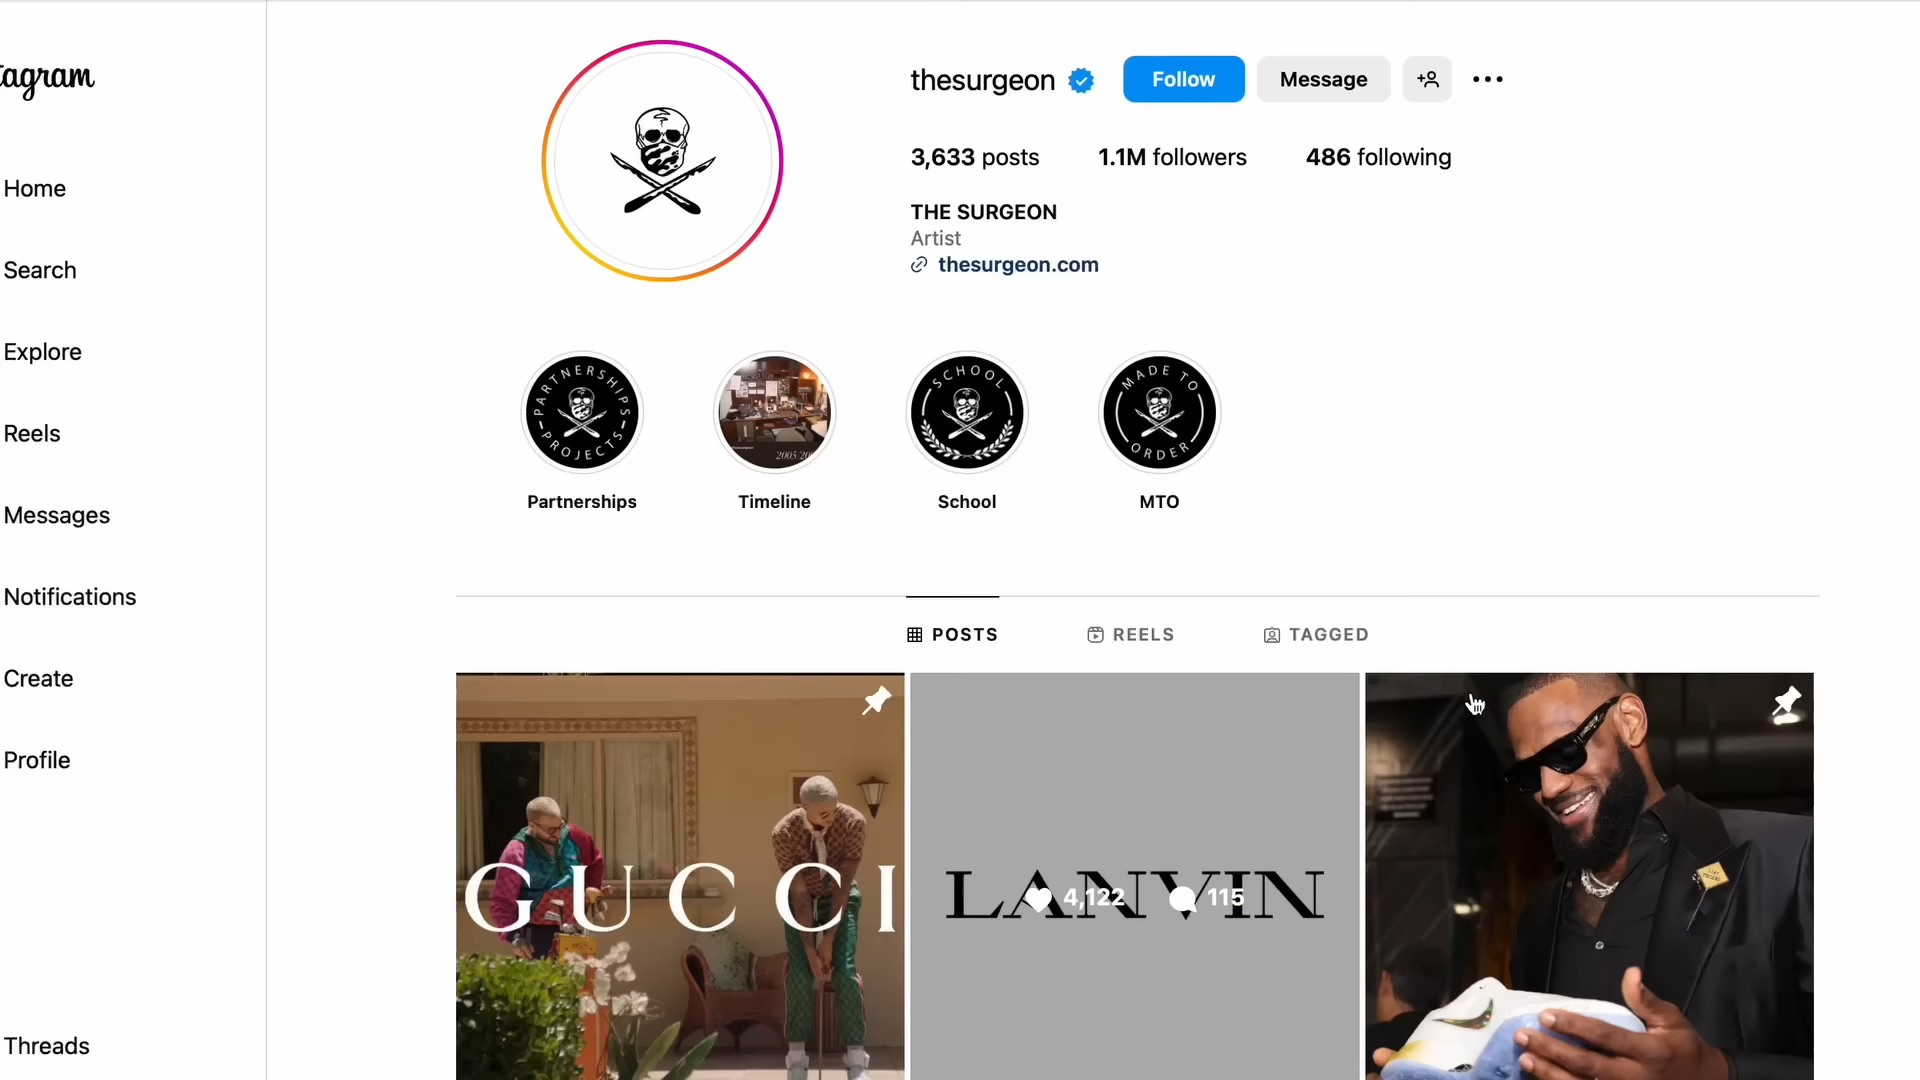 tagram
Home
Search
Explore
Reels
Messages
Notifications
Create
Profile
Threads
thesurgeon
Follow
Message
3,633 posts
1.1M followers
486 following
THE SURGEON
Artist
thesurgeon.com
PARTNERSHIPS
PROJECTS
SCHOOL
MADE TO
ORDER
Partnerships
Timeline
School
MTO
POSTS
REELS
TAGGED
GUCCI
LANVIN
4,122
115